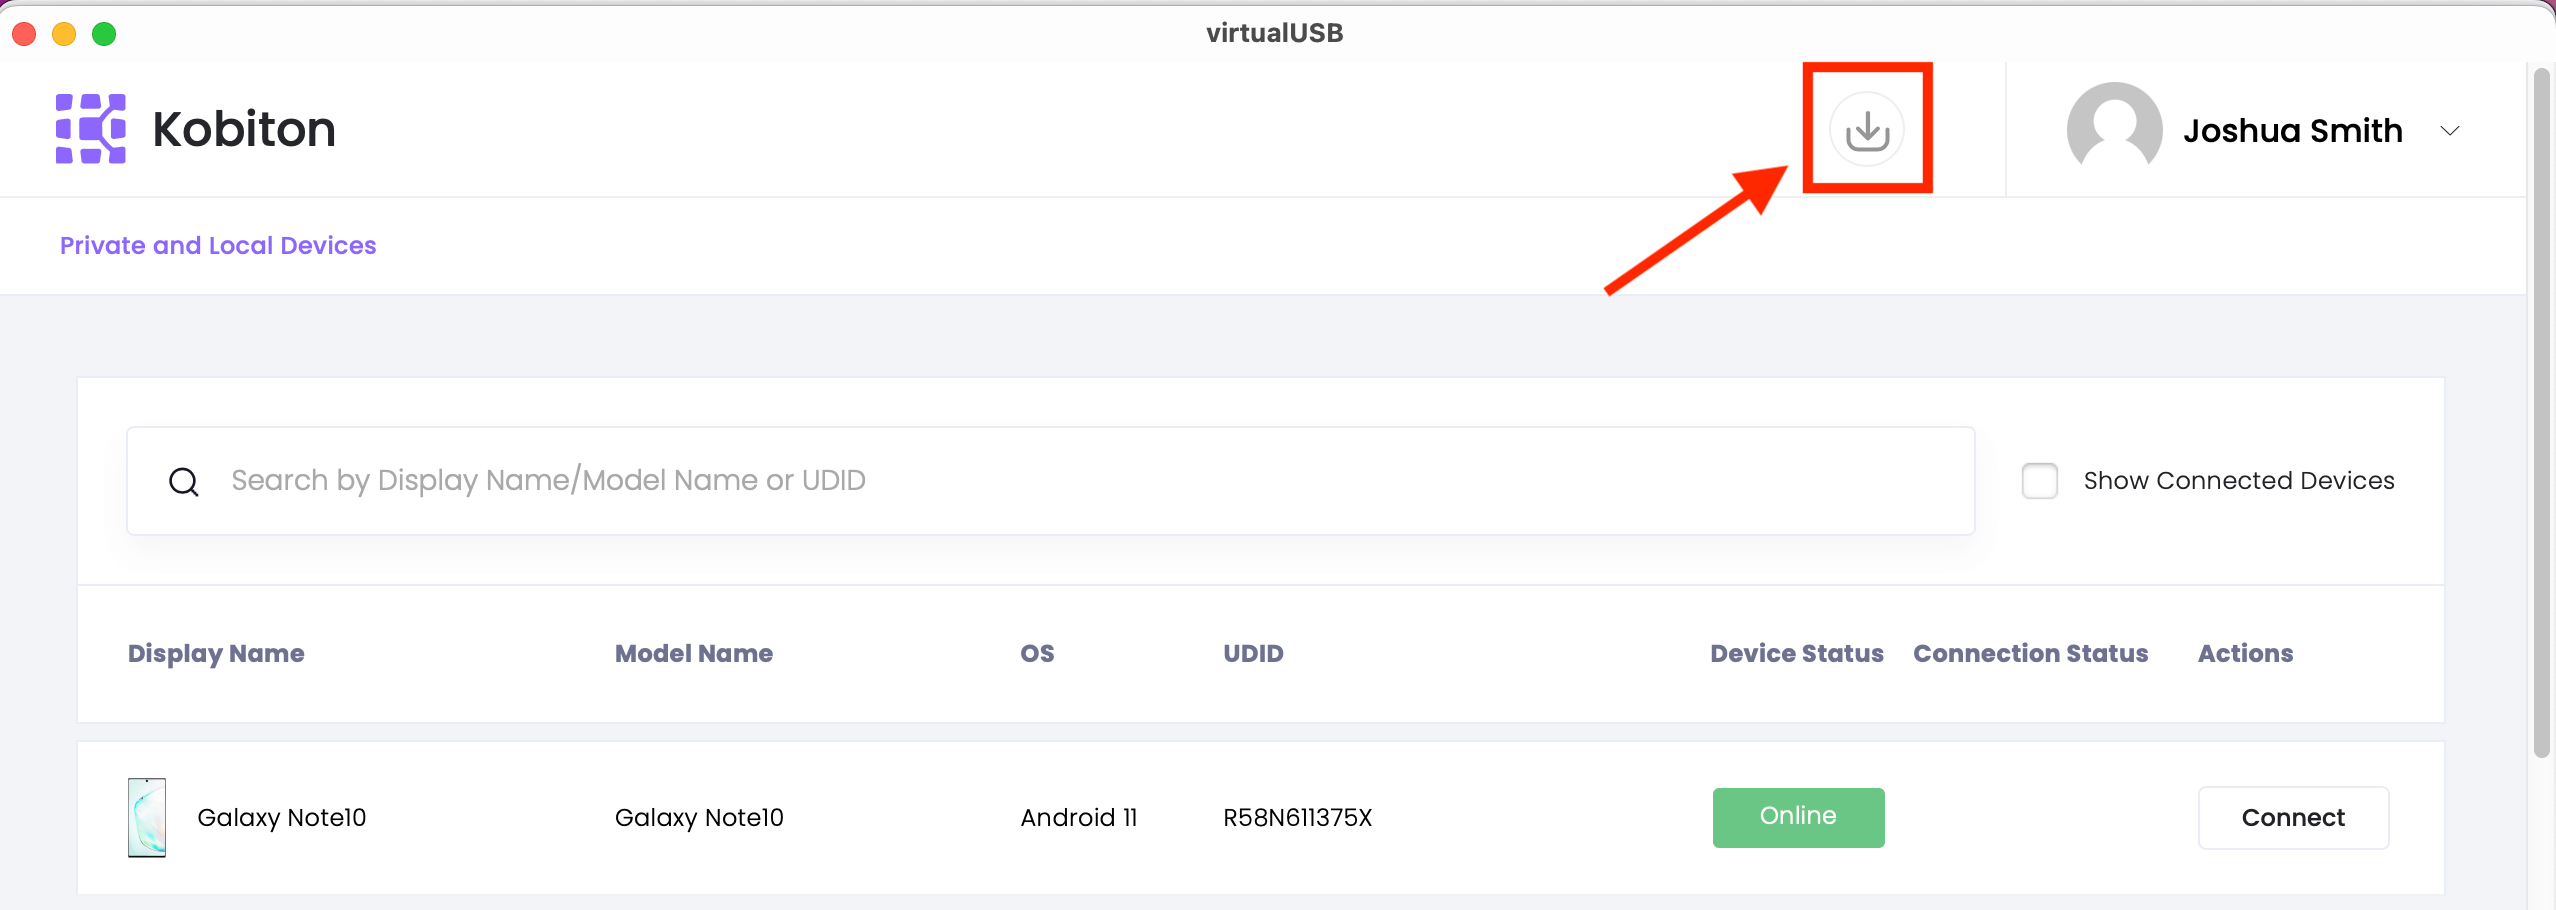 virtualUSB
Kobiton
Joshua Smith
Private and Local Devices
Search by Display Name/Model Name or UDID
Show Connected Devices
Display Name Model Name OS UDID Device Status Connection Status Actions
Galaxy Note10 Galaxy Note10 Android 11 R58N611375X Online Connect